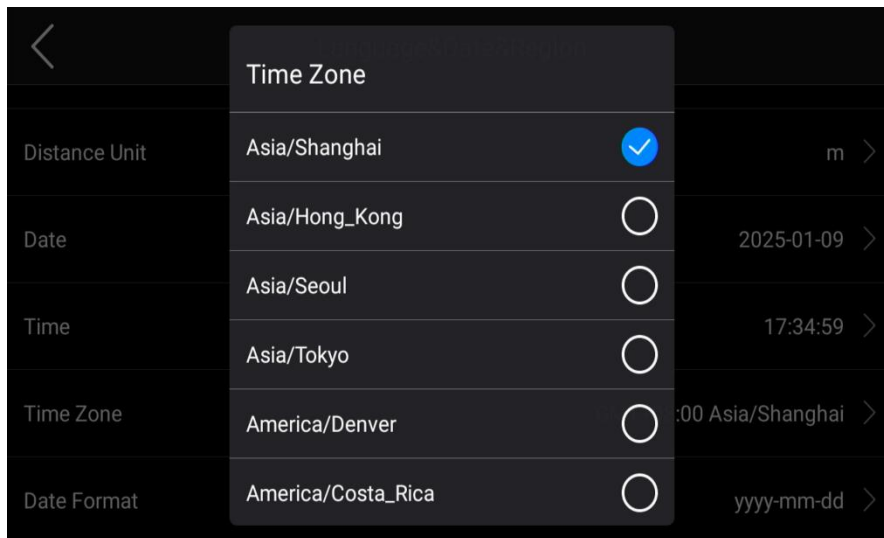 Time Zone
Distance Unit
Asia/Shanghai
m
Date
Asia/Hong_Kong
2025-01-09
Asia/Seoul
Time
Asia/Tokyo
17:34:59
Time Zone
America/Denver
:00 Asia/Shanghai
Date Format
America/Costa_Rica
yyyy-mm-dd